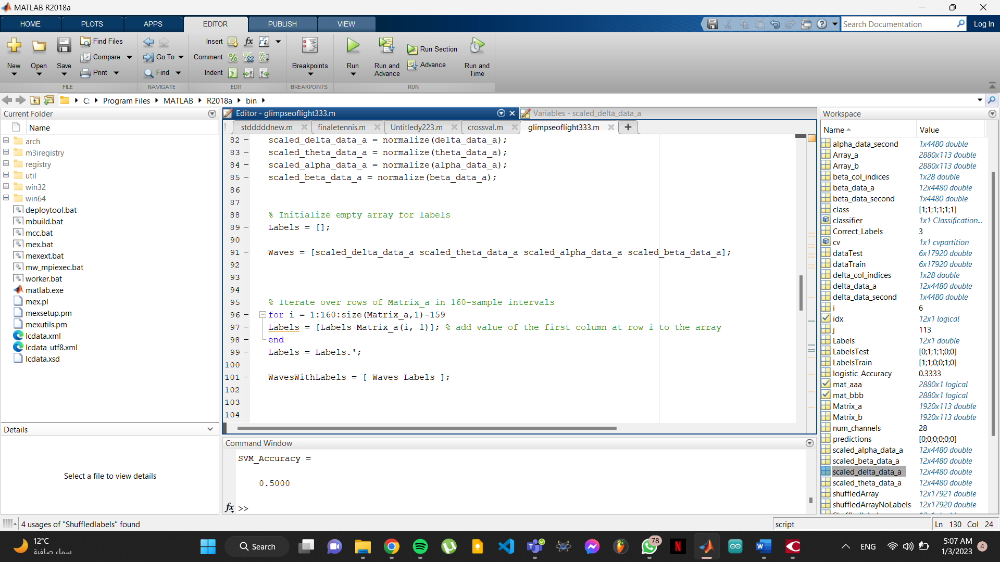 MATLAB R2018a
HOME PLOTS APPS EDITOR PUBLISH VIEW
Search Documentation
Log In
New Open Save
Find Files
Compare
Print
FILE
Go To
Find
NAVIGATE
Insert
Comment
Indent
EDIT
Breakpoints
BREAKPOINTS
Run
Run and Advance
Run Section
Advance
Run and Time
RUN
C: Program Files MATLAB R2018a bin
Current Folder
Name
arch
m3iregistry
registry
util
win32
win64
deploytool.bat
mbuild.bat
mcc.bat
mex.bat
mexext.bat
mw_mpiexec.bat
worker.bat
matlab.exe
mex.pl
mexsetup.pm
mexutils.pm
lcdata.xml
lcdata_utf8.xml
lcdata.xsd
Details
Select a file to view details
Editor - glimpseoflight333.m
Variables - scaled_delta_data_a
stdddddnew.m finaletennis.m Untitledy223.m crossval.m glimpseoflight333.m
82 scaled_delta_data_a = normalize(delta_data_a);
83 scaled_theta_data_a = normalize(theta_data_a);
84 scaled_alpha_data_a = normalize(alpha_data_a);
85 scaled_beta_data_a = normalize(beta_data_a);
86
87
88 % Initialize empty array for labels
89 Labels = [];
90
91 Waves = [scaled_delta_data_a scaled_theta_data_a scaled_alpha_data_a scaled_beta_data_a];
92
93
94
95 % Iterate over rows of Matrix_a in 160-sample intervals
96 for i = 1:160:size(Matrix_a,1)-159
97 Labels = [Labels Matrix_a(i, 1)]; % add value of the first column at row i to the array
98 end
99 Labels = Labels.';
100
101 WavesWithLabels = [ Waves Labels ];
102
103
104
Command Window
SVM_Accuracy =
0.5000
fx >>
Workspace
Name Value
alpha_data_second 1x4480 double
Array_a 2880x113 double
Array_b 2880x113 double
beta_col_indices 1x28 double
beta_data_a 12x4480 double
beta_data_second 1x4480 double
class [1;1;1;1;1;1]
classifier 1x1 Classification...
Correct_Labels 3
cv 1x1 cvpartition
dataTest 6x17920 double
dataTrain 6x17920 double
delta_col_indices 1x28 double
delta_data_a 12x4480 double
delta_data_second 1x4480 double
i 6
idx 12x1 logical
j 113
Labels 12x1 double
LabelsTest [0;1;1;1;0;0]
LabelsTrain [1;1;0;0;1;0]
logistic_Accuracy 0.3333
mat_aaa 2880x1 logical
mat_bbb 2880x1 logical
Matrix_a 1920x113 double
Matrix_b 1920x113 double
num_channels 28
predictions [0;0;0;0;0;0]
scaled_alpha_data_a 12x4480 double
scaled_beta_data_a 12x4480 double
scaled_delta_data_a 12x4480 double
scaled_theta_data_a 12x4480 double
shuffledArray 12x17921 double
shuffledArrayNoLabels 12x17920 double
4 usages of "Shuffledlabels" found
script
Ln 130 Col 24
12°C
سماء صافية
Search
78
ENG
5:07 AM
1/3/2023
4